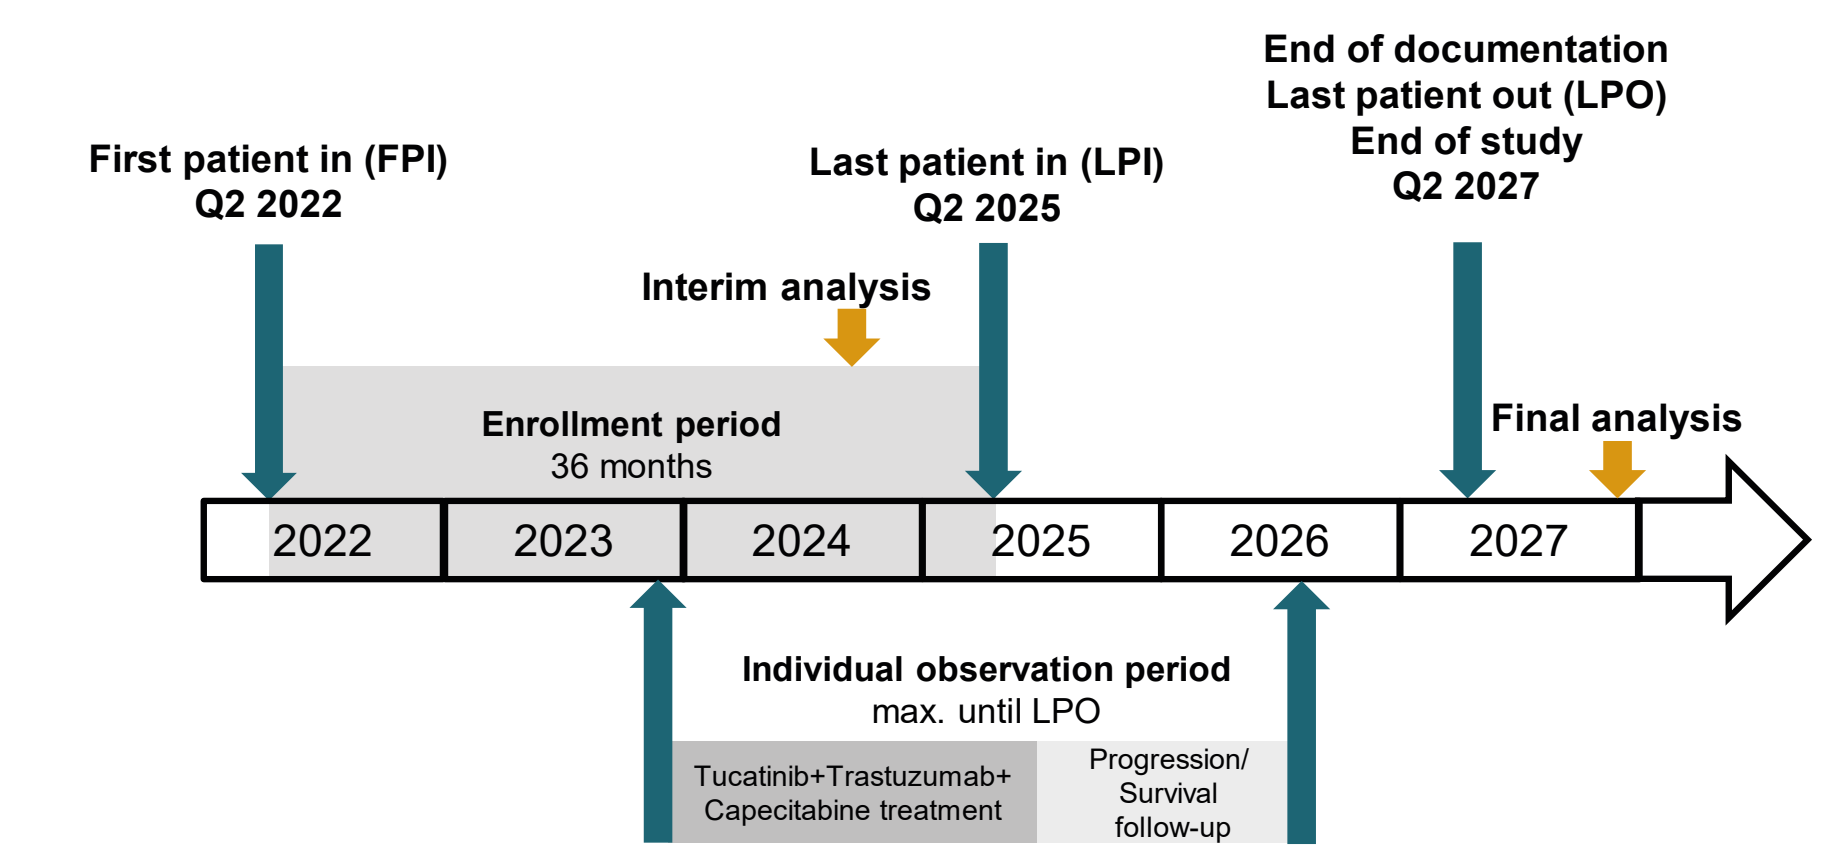 End of documentation
Last patient out (LPO)
End of study
Q2 2027
First patient in (FPI)
Q2 2022
Last patient in (LPI)
Q2 2025
Interim analysis
Final analysis
Enrollment period
36 months
2022
2023
2024
2025
2026
2027
Individual observation period
max. until LPO
Tucatinib+Trastuzumab+
Capecitabine treatment
Progression/
Survival
follow-up